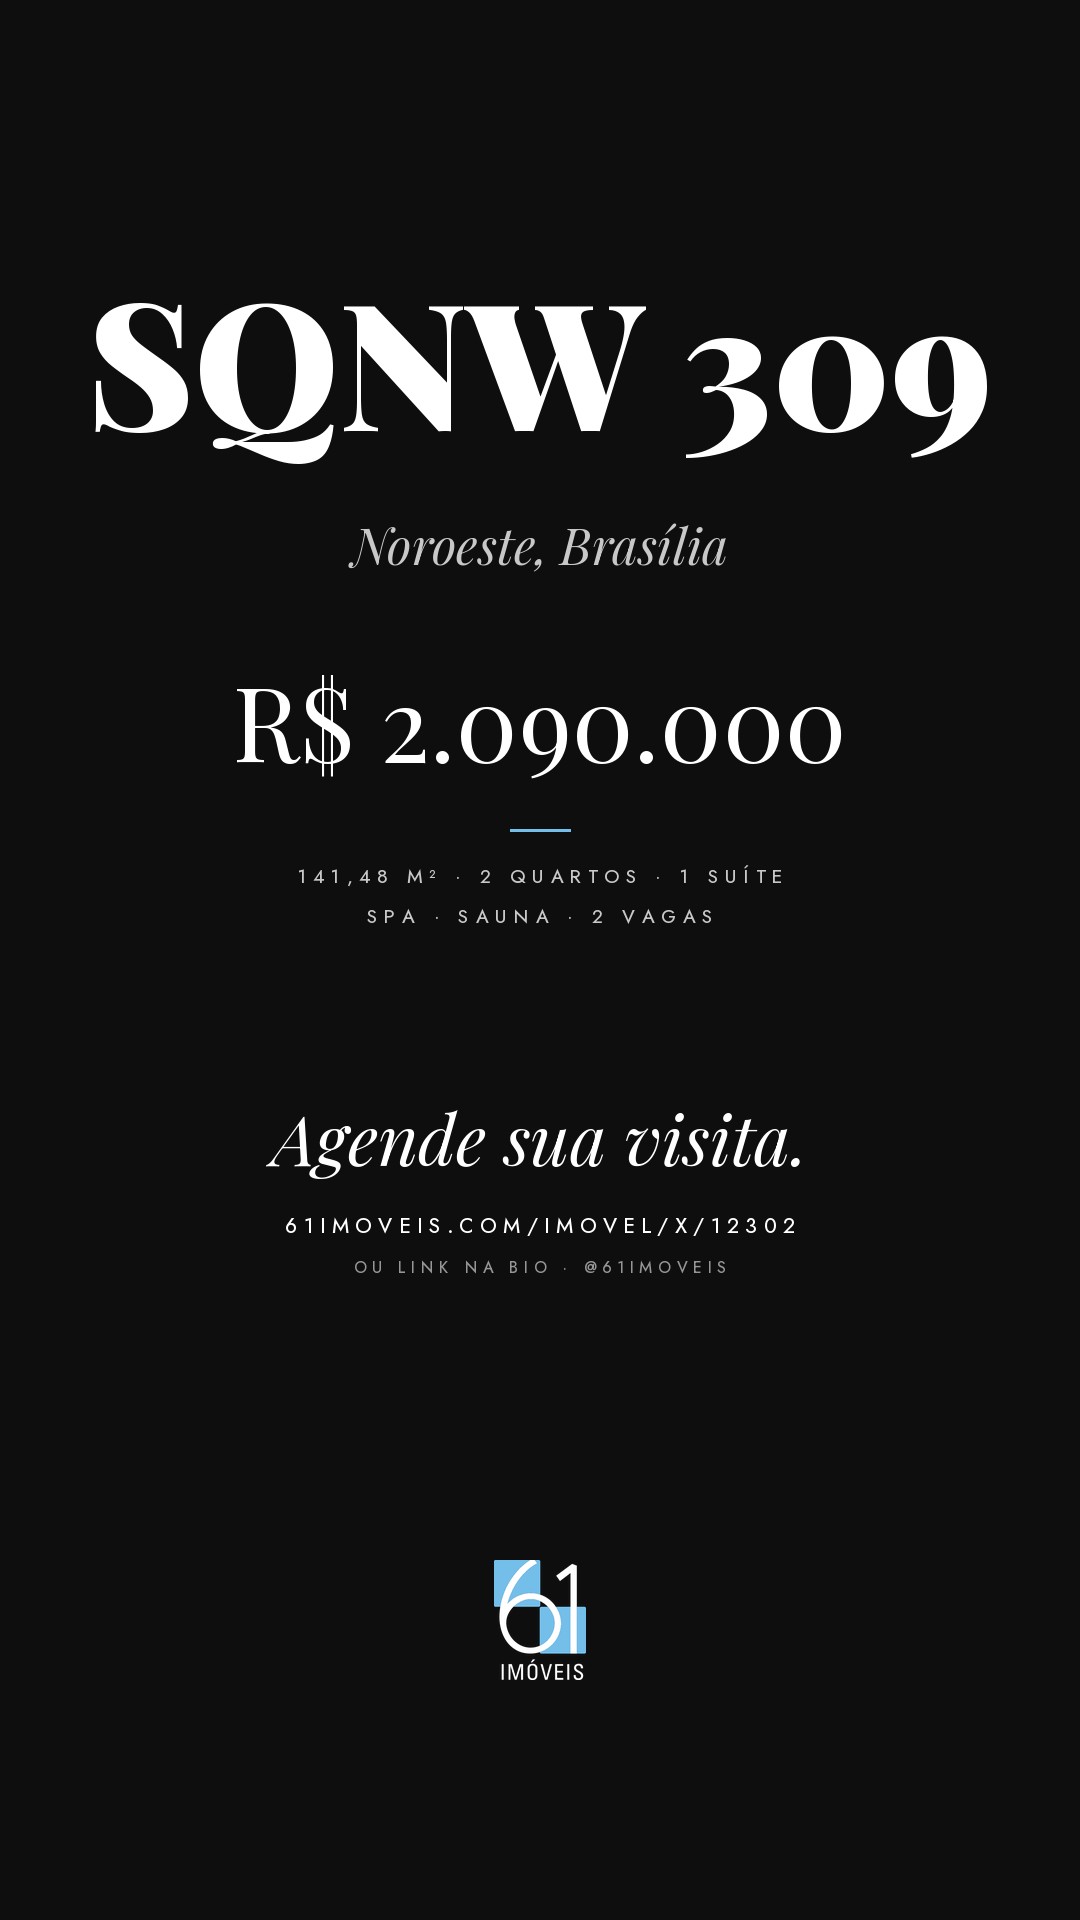 SQNW 309
Noroeste, Brasília
R$ 2.090.000
141,48 M² · 2 QUARTOS · 1 SUÍTE
SPA · SAUNA · 2 VAGAS
Agende sua visita.
61IMOVEIS.COM/IMOVEL/X/12302
OU LINK NA BIO · @61IMOVEIS
61
IMÓVEIS